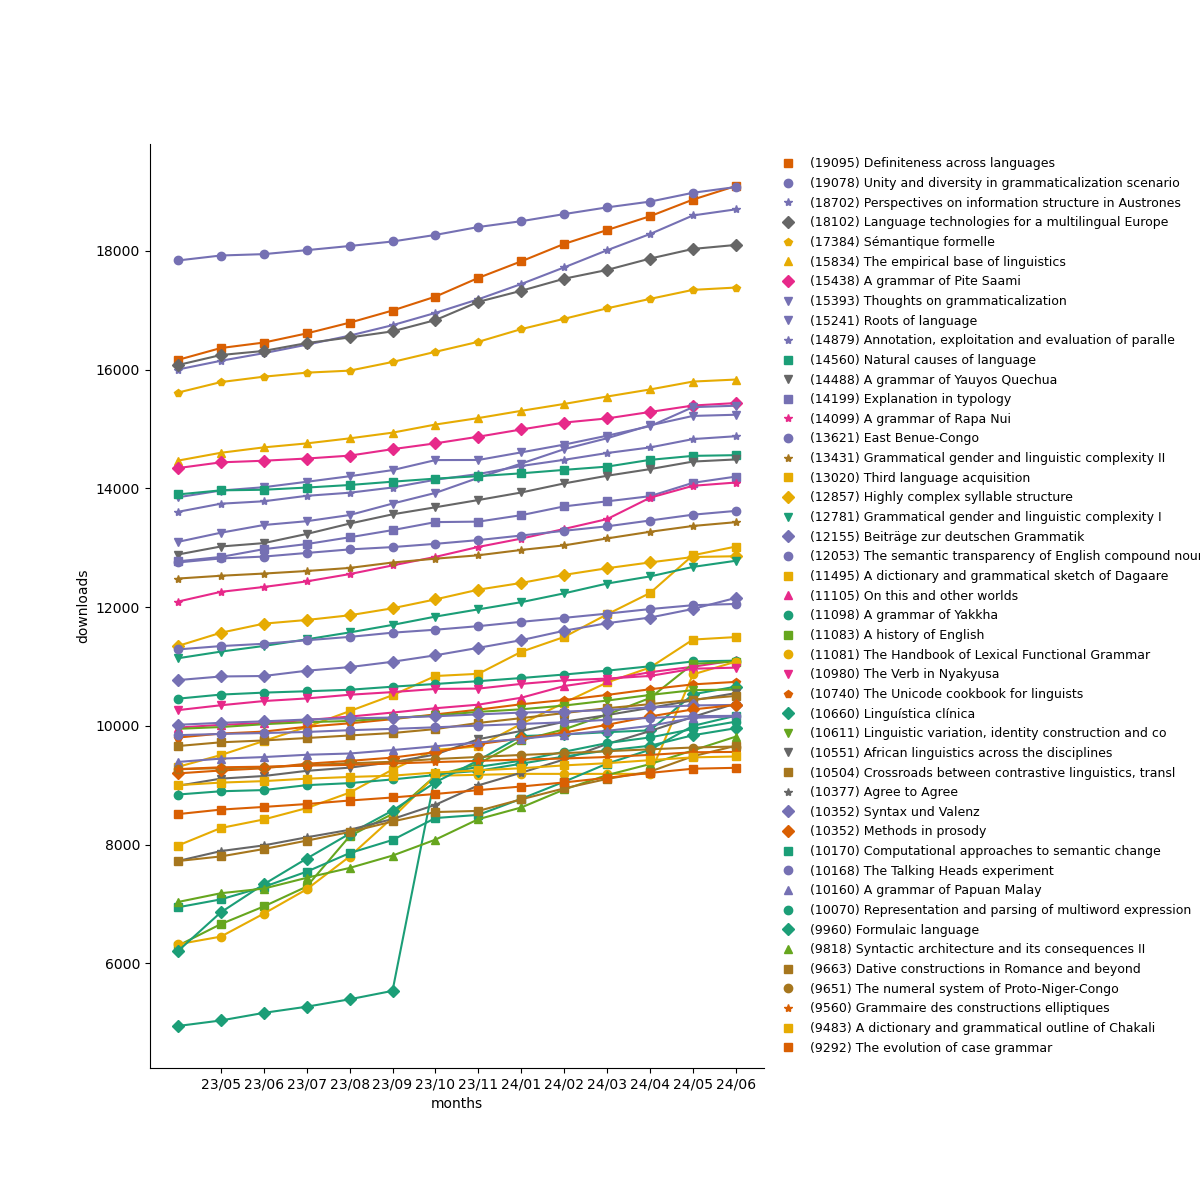 18000
16000
14000
12000
10000
8000
6000
downloads
23/05 23/06 23/07 23/08 23/09 23/10 23/11 24/01 24/02 24/03 24/04 24/05 24/06
months
(19095) Definiteness across languages
(19078) Unity and diversity in grammaticalization scenario
(18702) Perspectives on information structure in Austrones
(18102) Language technologies for a multilingual Europe
(17384) Sémantique formelle
(15834) The empirical base of linguistics
(15438) A grammar of Pite Saami
(15393) Thoughts on grammaticalization
(15241) Roots of language
(14879) Annotation, exploitation and evaluation of paralle
(14560) Natural causes of language
(14488) A grammar of Yauyos Quechua
(14199) Explanation in typology
(14099) A grammar of Rapa Nui
(13621) East Benue-Congo
(13431) Grammatical gender and linguistic complexity II
(13020) Third language acquisition
(12857) Highly complex syllable structure
(12781) Grammatical gender and linguistic complexity I
(12155) Beiträge zur deutschen Grammatik
(12053) The semantic transparency of English compound nou
(11495) A dictionary and grammatical sketch of Dagaare
(11105) On this and other worlds
(11098) A grammar of Yakkha
(11083) A history of English
(11081) The Handbook of Lexical Functional Grammar
(10980) The Verb in Nyakyusa
(10740) The Unicode cookbook for linguists
(10660) Linguística clínica
(10611) Linguistic variation, identity construction and co
(10551) African linguistics across the disciplines
(10504) Crossroads between contrastive linguistics, transl
(10377) Agree to Agree
(10352) Syntax und Valenz
(10352) Methods in prosody
(10170) Computational approaches to semantic change
(10168) The Talking Heads experiment
(10160) A grammar of Papuan Malay
(10070) Representation and parsing of multiword expression
(9960) Formulaic language
(9818) Syntactic architecture and its consequences II
(9663) Dative constructions in Romance and beyond
(9651) The numeral system of Proto-Niger-Congo
(9560) Grammaire des constructions elliptiques
(9483) A dictionary and grammatical outline of Chakali
(9292) The evolution of case grammar